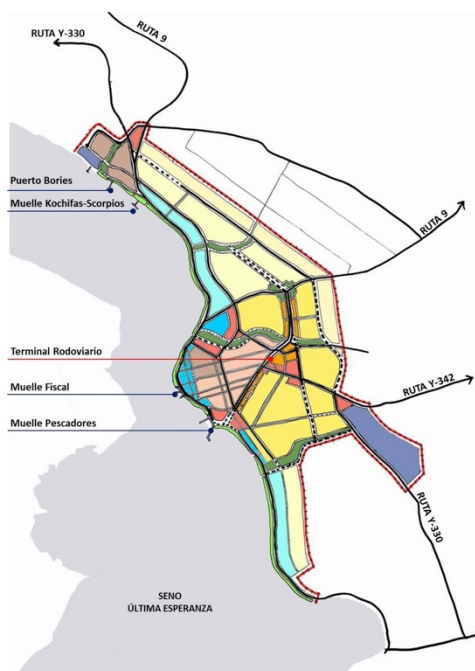 RUTA 9
RUTA Y-330
Puerto Bories
Muelle Kochifas-Scorpios
RUTA 9
Terminal Rodoviario
RUTA Y-342
Muelle Fiscal
Muelle Pescadores
RUTA Y-330
SENO
ÚLTIMA ESPERANZA